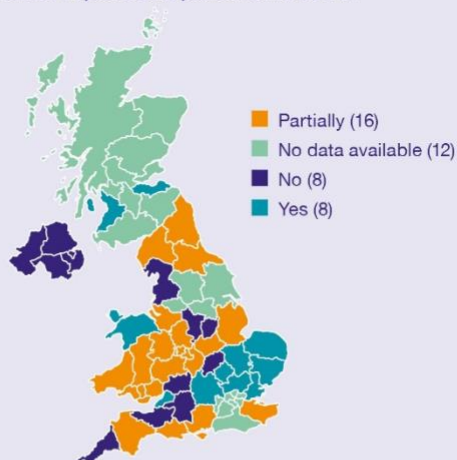 Partially (16)
No data available (12)
No (8)
Yes (8)